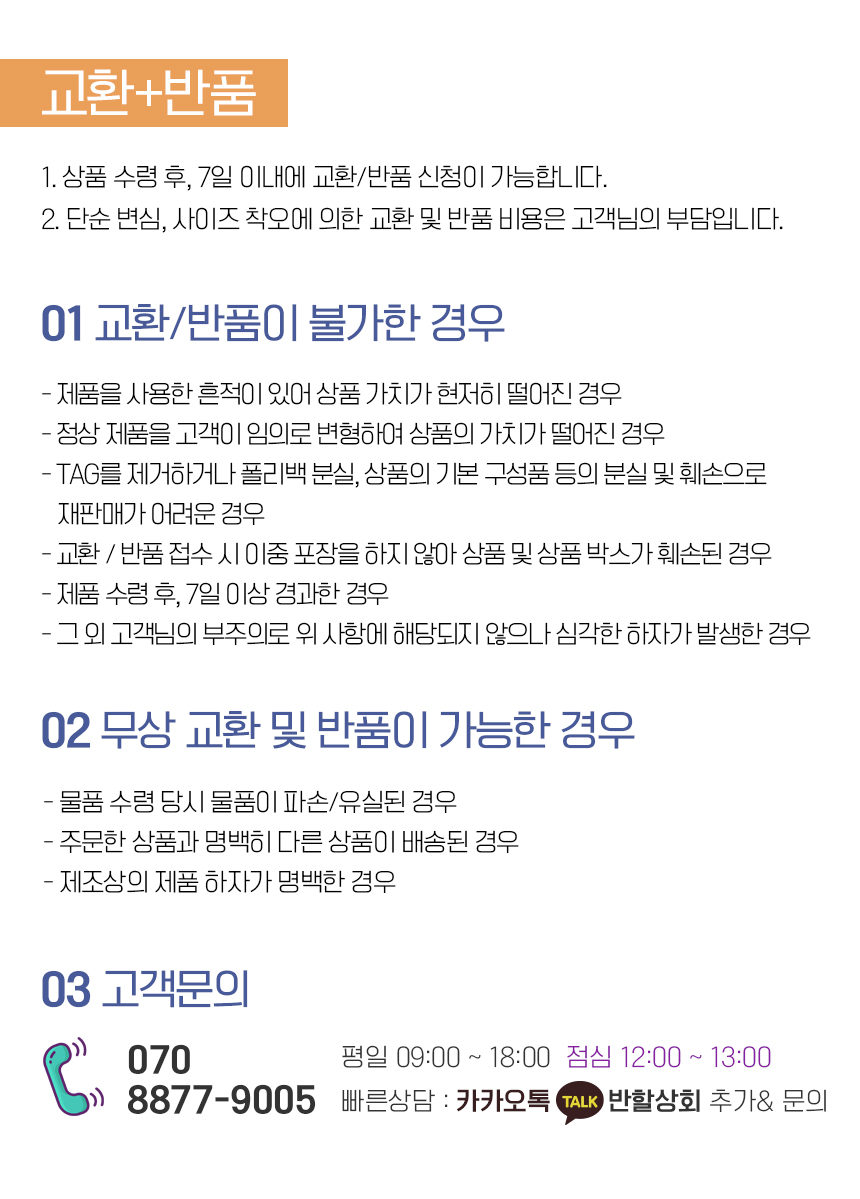 교환+반품
1. 상품 수령 후, 7일 이내에 교환/반품 신청이 가능합니다.
2. 단순 변심, 사이즈 착오에 의한 교환 및 반품 비용은 고객님의 부담입니다.
01 교환/반품이 불가한 경우
- 제품을 사용한 흔적이 있어 상품 가치가 현저히 떨어진 경우
- 정상 제품을 고객이 임의로 변형하여 상품의 가치가 떨어진 경우
- TAG를 제거하거나 폴리백 분실, 상품의 기본 구성품 등의 분실 및 훼손으로
재판매가 어려운 경우
- 교환 / 반품 접수 시 이중 포장을 하지 않아 상품 및 상품 박스가 훼손된 경우
- 제품 수령 후, 7일 이상 경과한 경우
- 그 외 고객님의 부주의로 위 사항에 해당되지 않으나 심각한 하자가 발생한 경우
02 무상 교환 및 반품이 가능한 경우
- 물품 수령 당시 물품이 파손/유실된 경우
- 주문한 상품과 명백히 다른 상품이 배송된 경우
- 제조상의 제품 하자가 명백한 경우
03 고객문의
070
8877-9005
평일 09:00 ~ 18:00 점심 12:00 ~ 13:00
빠른상담 : 카카오톡 TALK 반할상회 추가& 문의